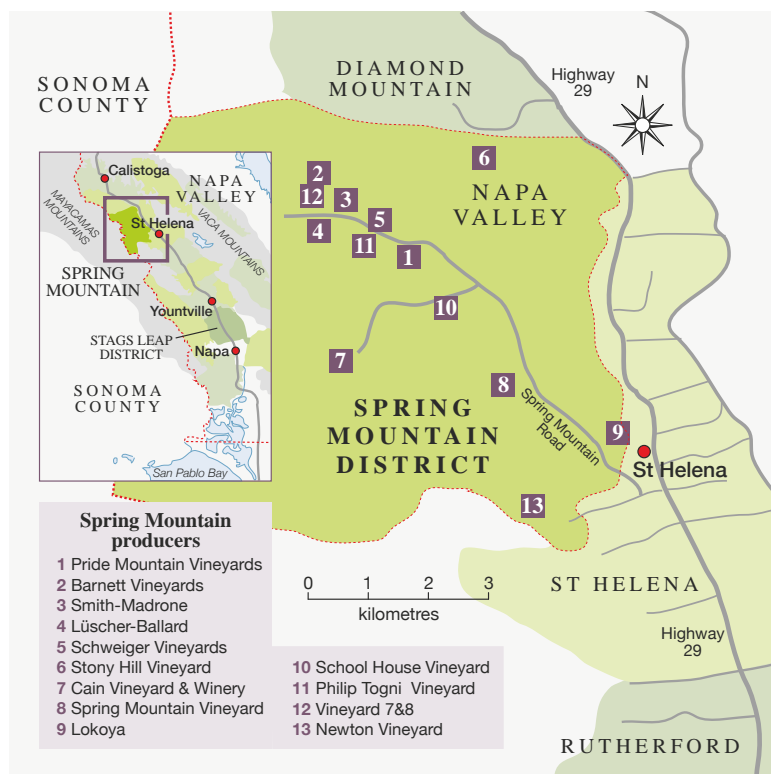 SONOMA
COUNTY
DIAMOND
MOUNTAIN
Highway
29
N
2
12
3
4
5
11
1
6
NAPA
VALLEY
10
7
8
9
13
SPRING
MOUNTAIN
DISTRICT
Spring Mountain
Road
St Helena
ST HELENA
Highway
29
RUTHERFORD
Calistoga
NAPA
VALLEY
MAYACAMAS
MOUNTAINS
VACA MOUNTAINS
St Helena
SPRING
MOUNTAIN
Yountville
STAGS LEAP
DISTRICT
Napa
SONOMA
COUNTY
San Pablo Bay
0 1 2 3
kilometres
Spring Mountain
producers
1 Pride Mountain Vineyards
2 Barnett Vineyards
3 Smith-Madrone
4 Lüscher-Ballard
5 Schweiger Vineyards
6 Stony Hill Vineyard
7 Cain Vineyard & Winery
8 Spring Mountain Vineyard
9 Lokoya
10 School House Vineyard
11 Philip Togni Vineyard
12 Vineyard 7&8
13 Newton Vineyard